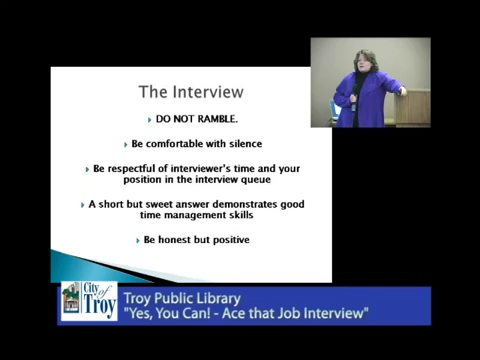 The Interview
DO NOT RAMBLE.
Be comfortable with silence
Be respectful of interviewer's time and your
position in the interview queue
A short but sweet answer demonstrates good
time management skills
Be honest but positive
City of
Troy
Troy Public Library
"Yes, You Can! - Ace that Job Interview"